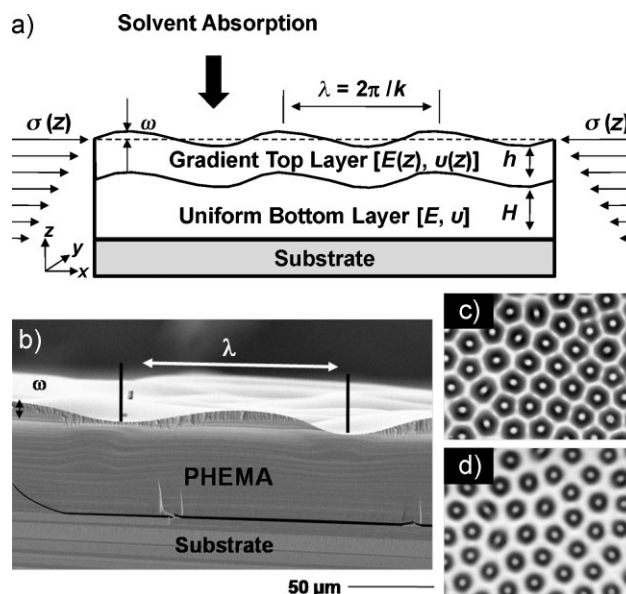 a)
Solvent Absorption
λ = 2π /k
σ (z)
ω
σ (z)
Gradient Top Layer [E(z), υ(z)]
h
Uniform Bottom Layer [E, υ]
H
z
y
x
Substrate
b)
λ
ω
PHEMA
Substrate
50 μm
c)
d)